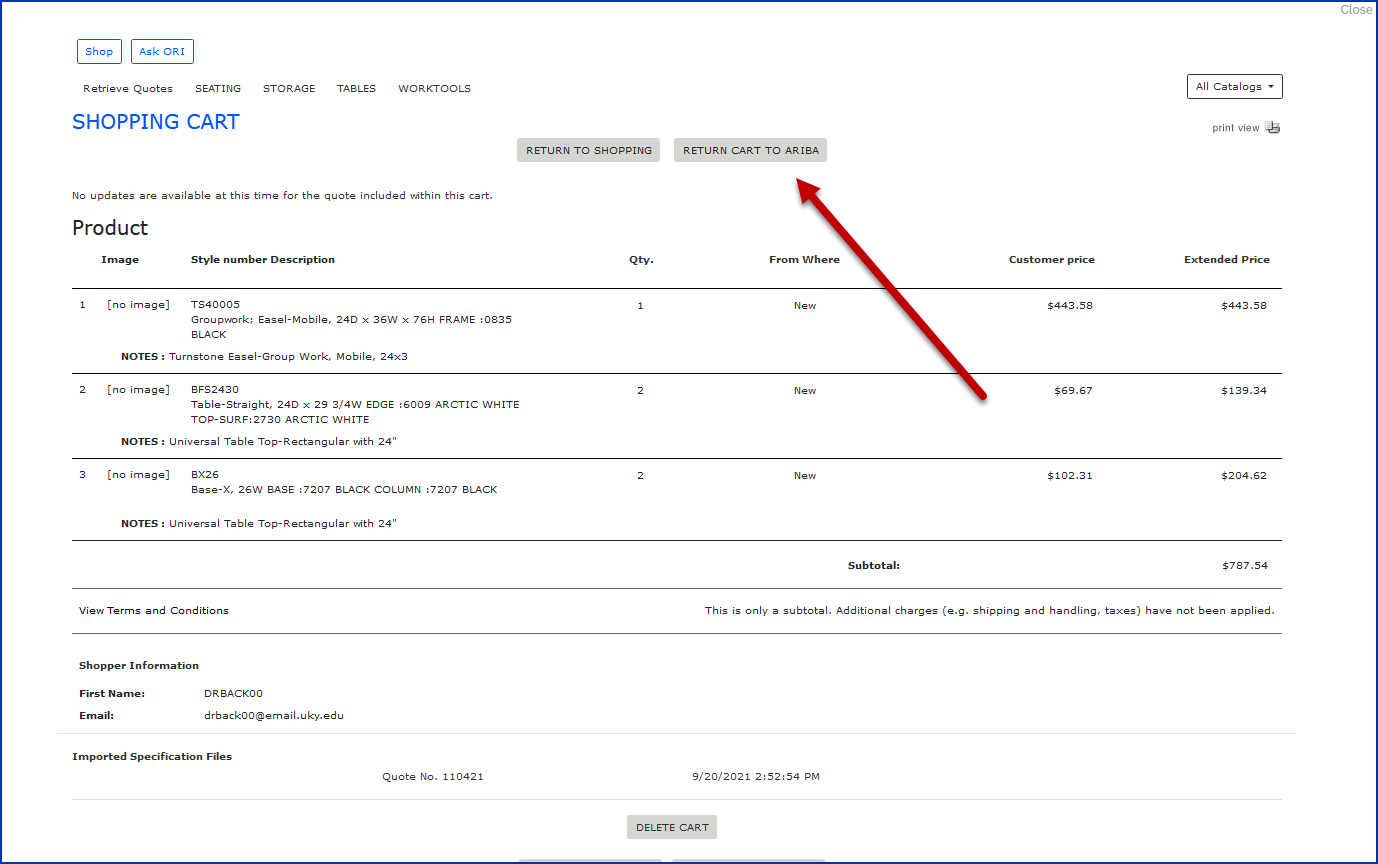 Close
Shop Ask ORI
Retrieve Quotes SEATING STORAGE TABLES WORKTOOLS All Catalogs
SHOPPING CART
print view
RETURN TO SHOPPING RETURN CART TO ARIBA
No updates are available at this time for the quote included within this cart.
Product
Image Style number Description Qty. From Where Customer price Extended Price
1 [no image] TS40005 1 New $443.58 $443.58
Groupwork; Easel-Mobile, 24D x 36W x 76H FRAME :0835
BLACK
NOTES : Turnstone Easel-Group Work, Mobile, 24x3
2 [no image] BFS2430 2 New $69.67 $139.34
Table-Straight, 24D x 29 3/4W EDGE :6009 ARCTIC WHITE
TOP-SURF:2730 ARCTIC WHITE
NOTES : Universal Table Top-Rectangular with 24"
3 [no image] BX26 2 New $102.31 $204.62
Base-X, 26W BASE :7207 BLACK COLUMN :7207 BLACK
NOTES : Universal Table Top-Rectangular with 24"
Subtotal: $787.54
View Terms and Conditions This is only a subtotal. Additional charges (e.g. shipping and handling, taxes) have not been applied.
Shopper Information
First Name: DRBACK00
Email: drback00@email.uky.edu
Imported Specification Files
Quote No. 110421 9/20/2021 2:52:54 PM
DELETE CART